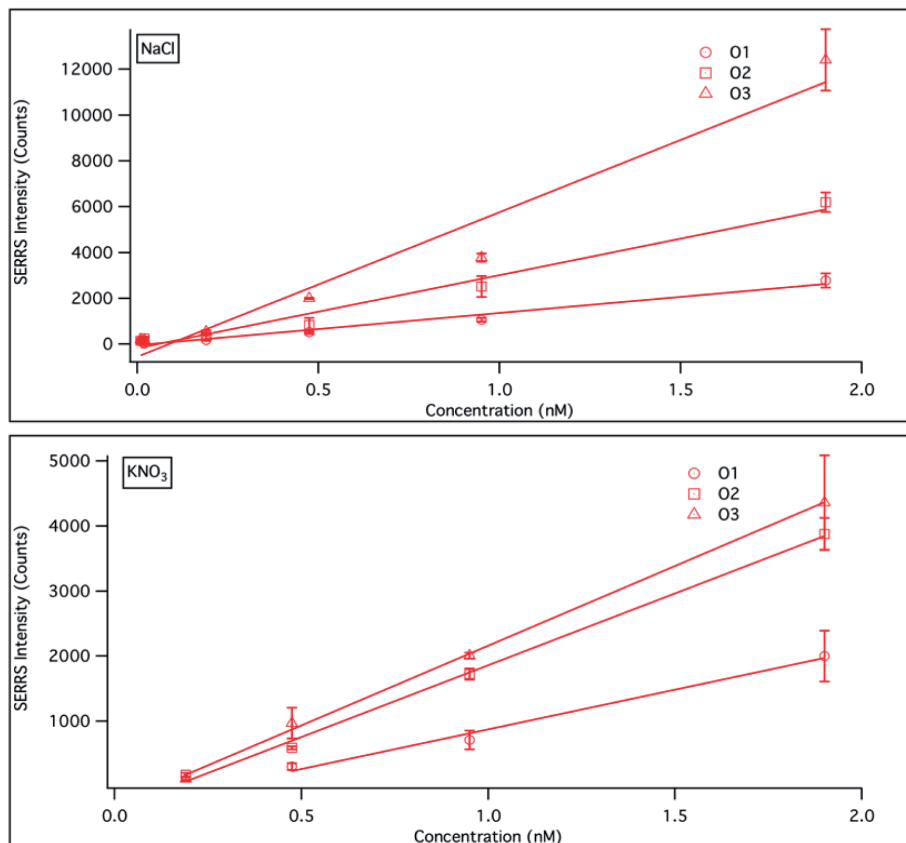 NaCl
O1
O2
O3
12000
10000
8000
6000
4000
2000
0
SERRS Intensity (Counts)
0.0 0.5 1.0 1.5 2.0
Concentration (nM)
KNO₃
O1
O2
O3
5000
4000
3000
2000
1000
SERRS Intensity (Counts)
0.0 0.5 1.0 1.5 2.0
Concentration (nM)